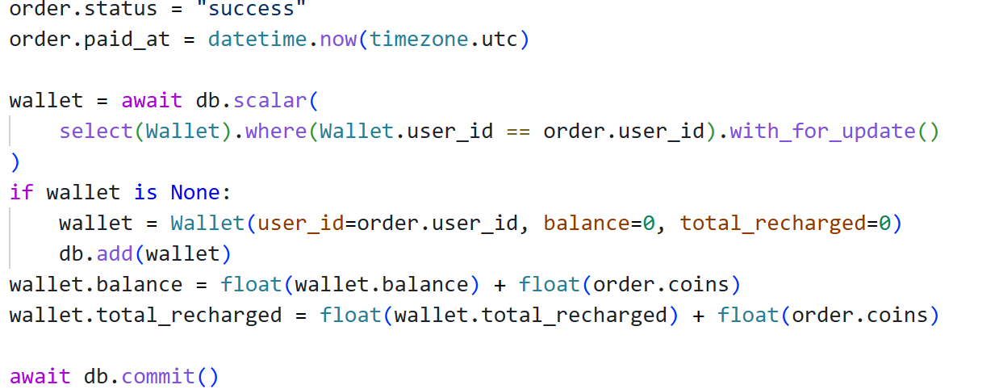 order.status = "success"
order.paid_at = datetime.now(timezone.utc)
wallet = await db.scalar(
    select(Wallet).where(Wallet.user_id == order.user_id).with_for_update()
)
if wallet is None:
    wallet = Wallet(user_id=order.user_id, balance=0, total_recharged=0)
    db.add(wallet)
wallet.balance = float(wallet.balance) + float(order.coins)
wallet.total_recharged = float(wallet.total_recharged) + float(order.coins)
await db.commit()